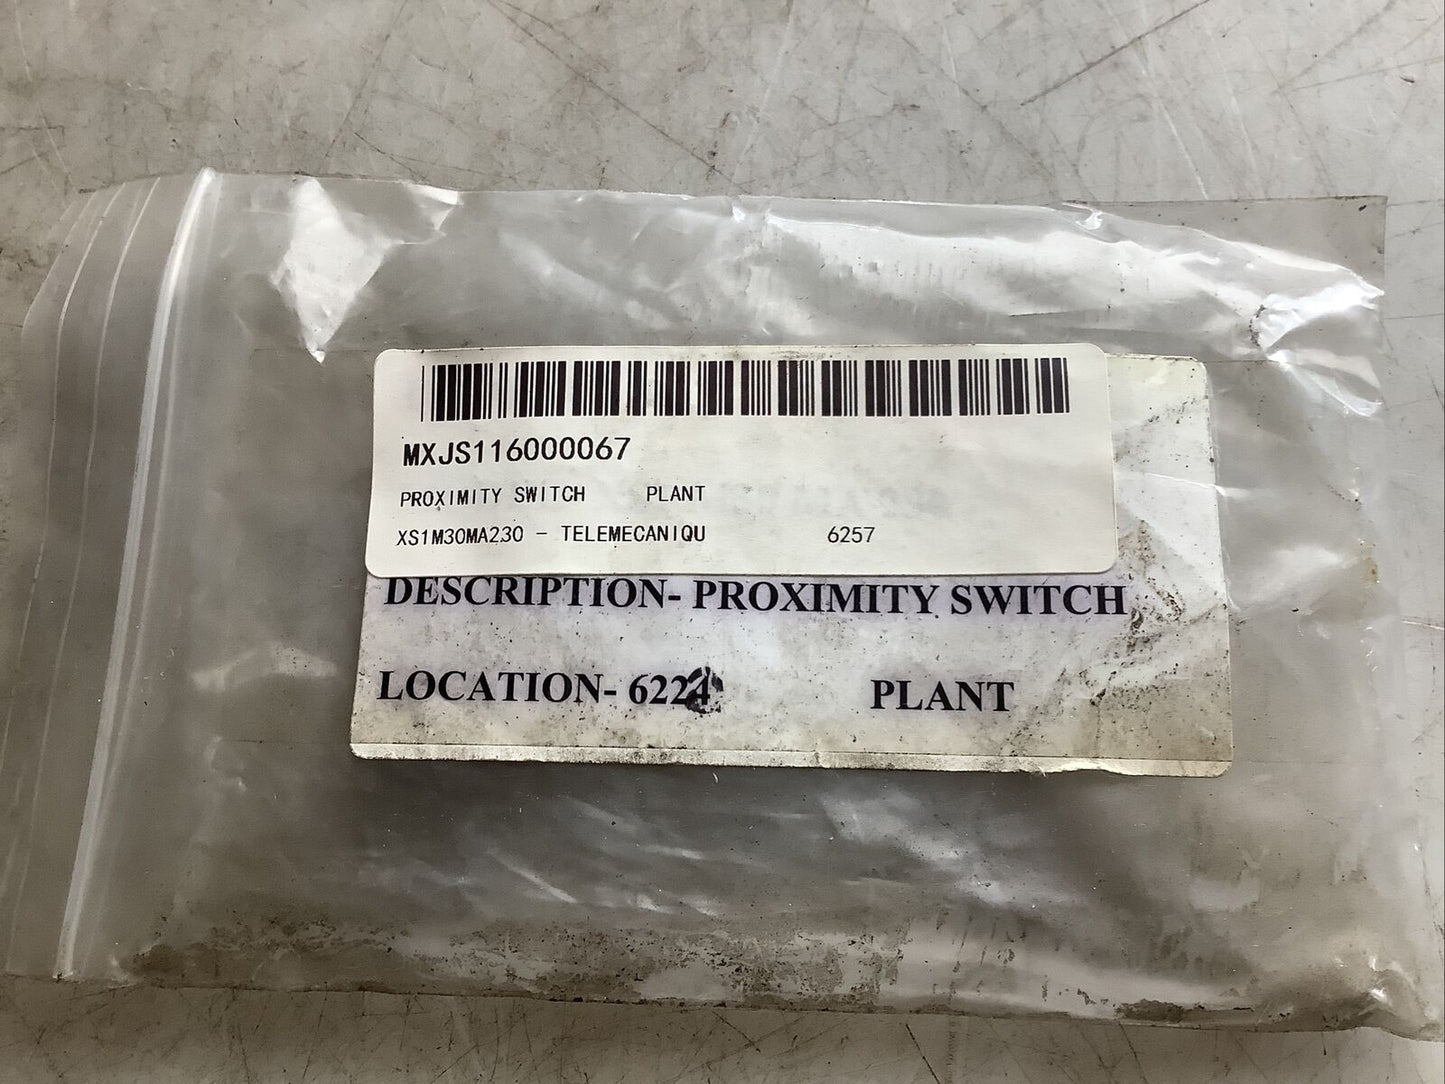 MXJS116000067
PROXIMITY SWITCH PLANT
XS1M30MA230 - TELEMECANIQU 6257
DESCRIPTION- PROXIMITY SWITCH
LOCATION- 6224 PLANT